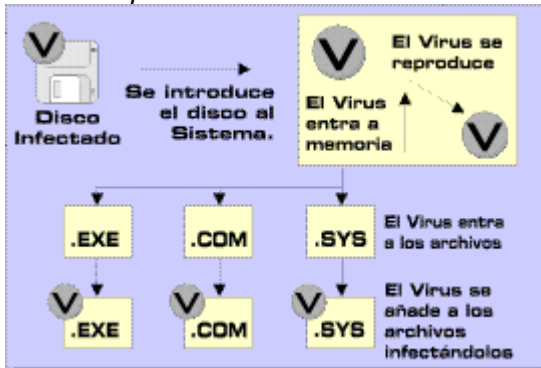 V
Disco
Infectado
Se introduce
el disco al
Sistema.
V
El Virus se
reproduce
El Virus
entra a
memoria
V
.EXE
.COM
.SYS
El Virus entra
a los archivos
V
.EXE
V
.COM
V
.SYS
El Virus se
añade a los
archivos
infectándolos